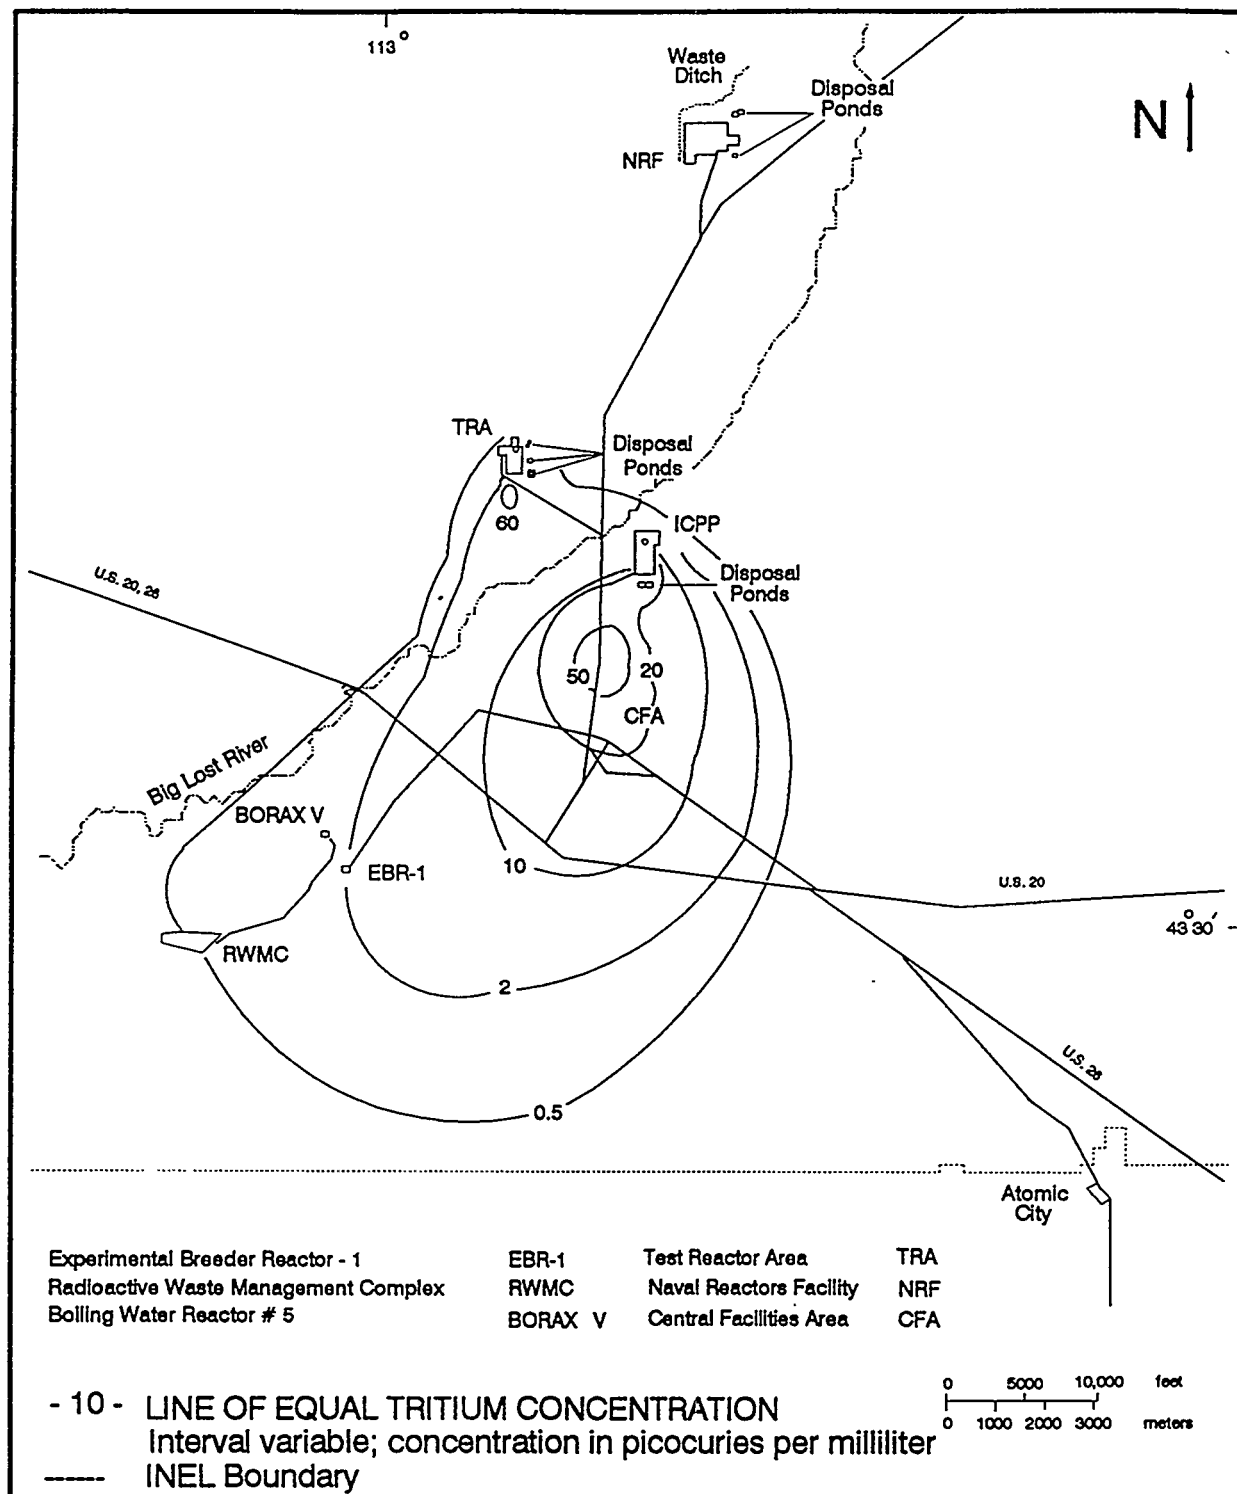 113°
Waste
Ditch
Disposal
Ponds
N
NRF
TRA
Disposal
Ponds
60
ICPP
U.S. 20, 26
Disposal
Ponds
50
20
CFA
Big Lost River
BORAX V
EBR-1
10
U.S. 20
43° 30'
RWMC
2
U.S. 26
0.5
Atomic
City
Experimental Breeder Reactor - 1 EBR-1 Test Reactor Area TRA
Radioactive Waste Management Complex RWMC Naval Reactors Facility NRF
Boiling Water Reactor # 5 BORAX V Central Facilities Area CFA
0 5000 10,000 feet
0 1000 2000 3000 meters
- 10 - LINE OF EQUAL TRITIUM CONCENTRATION
Interval variable; concentration in picocuries per milliliter
----- INEL Boundary